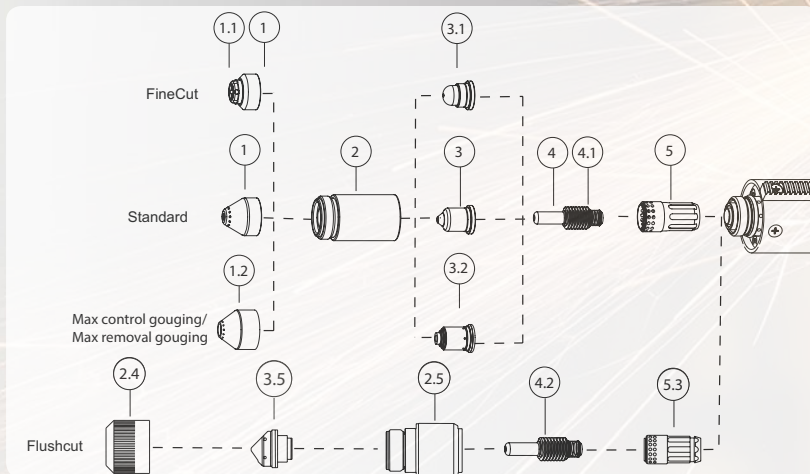 1.1 1 3.1
FineCut
1 2 3 4 4.1 5
Standard
1.2 3.2
Max control gouging/
Max removal gouging
2.4 3.5 2.5 4.2 5.3
Flushcut